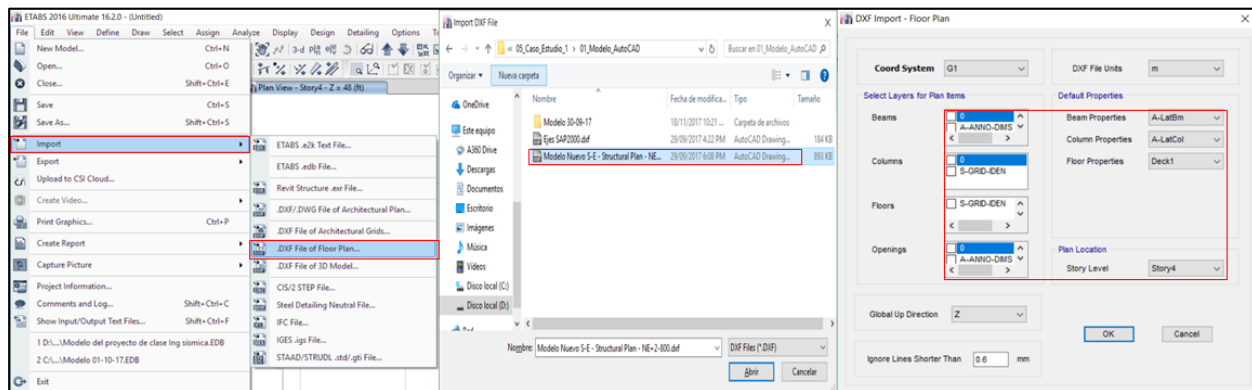 ETABS 2016 Ultimate 16.2.0 - (Untitled)
File Edit View Define Draw Select Assign Analyze Display Design Detailing Options
New Model... Ctrl+N
Open... Ctrl+O
Close... Shift+Ctrl+E
Save Ctrl+S
Save As... Shift+Ctrl+S
Import
Export
Upload to CSI Cloud...
Create Video...
Print Graphics... Ctrl+P
Create Report
Capture Picture
Project Information...
Comments and Log... Shift+Ctrl+C
Show Input/Output Text Files... Shift+Ctrl+F
1 D:\...\Modelo del proyecto de clase Ing sismica.EDB
2 C:\...\Modelo 01-10-17.EDB
Exit
3-d
Plan View - Story4 - Z = 48 (ft)
ETABS .e2k Text File...
ETABS .edb File...
Revit Structure .exr File...
.DXF/.DWG File of Architectural Plan...
.DXF File of Architectural Grids...
.DXF File of Floor Plan...
.DXF File of 3D Model...
CIS/2 STEP File...
Steel Detailing Neutral File...
IFC File...
IGES .igs File...
STAAD/STRUDL .std/.gti File...
Import DXF File
« 05_Caso_Estudio_1 › 01_Modelo_AutoCAD
Buscar en 01_Modelo_AutoCAD
Organizar Nueva carpeta
Nombre Fecha de modifica... Tipo Tamaño
OneDrive
Este equipo
A360 Drive
Descargas
Documentos
Escritorio
Imágenes
Música
Vídeos
Disco local (C:)
Disco local (D:)
Modelo 30-09-17 18/11/2017 10:21 ... Carpeta de archivos
Ejes SAP2000.dxf 29/09/2017 4:22 PM AutoCAD Drawing... 184 KB
Modelo Nuevo S-E - Structural Plan - NE... 29/09/2017 6:08 PM AutoCAD Drawing... 893 KB
Nombre: Modelo Nuevo S-E - Structural Plan - NE+2-800.dxf DXF Files (*.DXF)
Abrir Cancelar
DXF Import - Floor Plan
Coord System G1
DXF File Units m
Select Layers for Plan Items
Beams 0
A-ANNO-DIMS
Columns 0
S-GRID-IDEN
Floors S-GRID-IDEN
Openings 0
A-ANNO-DIMS
Default Properties
Beam Properties A-LatBm
Column Properties A-LatCol
Floor Properties Deck1
Plan Location
Story Level Story4
Global Up Direction Z
Ignore Lines Shorter Than 0.6 mm
OK Cancel